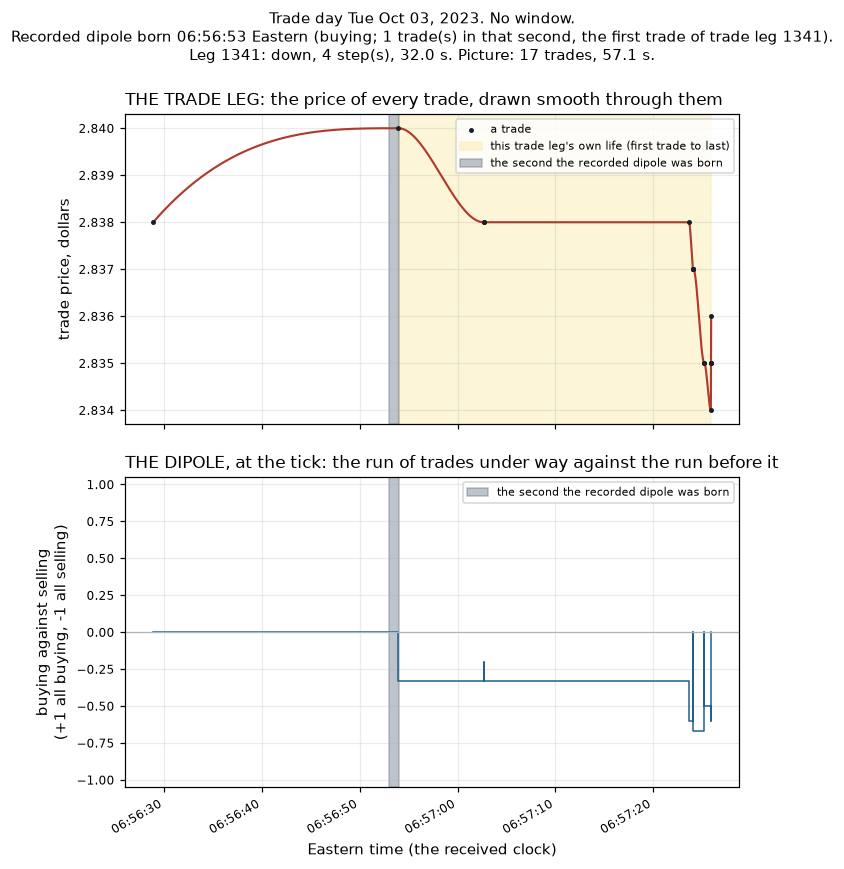 Trade day Tue Oct 03, 2023. No window.
Recorded dipole born 06:56:53 Eastern (buying; 1 trade(s) in that second, the first trade of trade leg 1341).
Leg 1341: down, 4 step(s), 32.0 s. Picture: 17 trades, 57.1 s.
THE TRADE LEG: the price of every trade, drawn smooth through them
a trade
this trade leg's own life (first trade to last)
the second the recorded dipole was born
trade price, dollars
2.840
2.839
2.838
2.837
2.836
2.835
2.834
THE DIPOLE, at the tick: the run of trades under way against the run before it
the second the recorded dipole was born
buying against selling
(+1 all buying, -1 all selling)
1.00
0.75
0.50
0.25
0.00
−0.25
−0.50
−0.75
−1.00
06:56:30
06:56:40
06:56:50
06:57:00
06:57:10
06:57:20
Eastern time (the received clock)